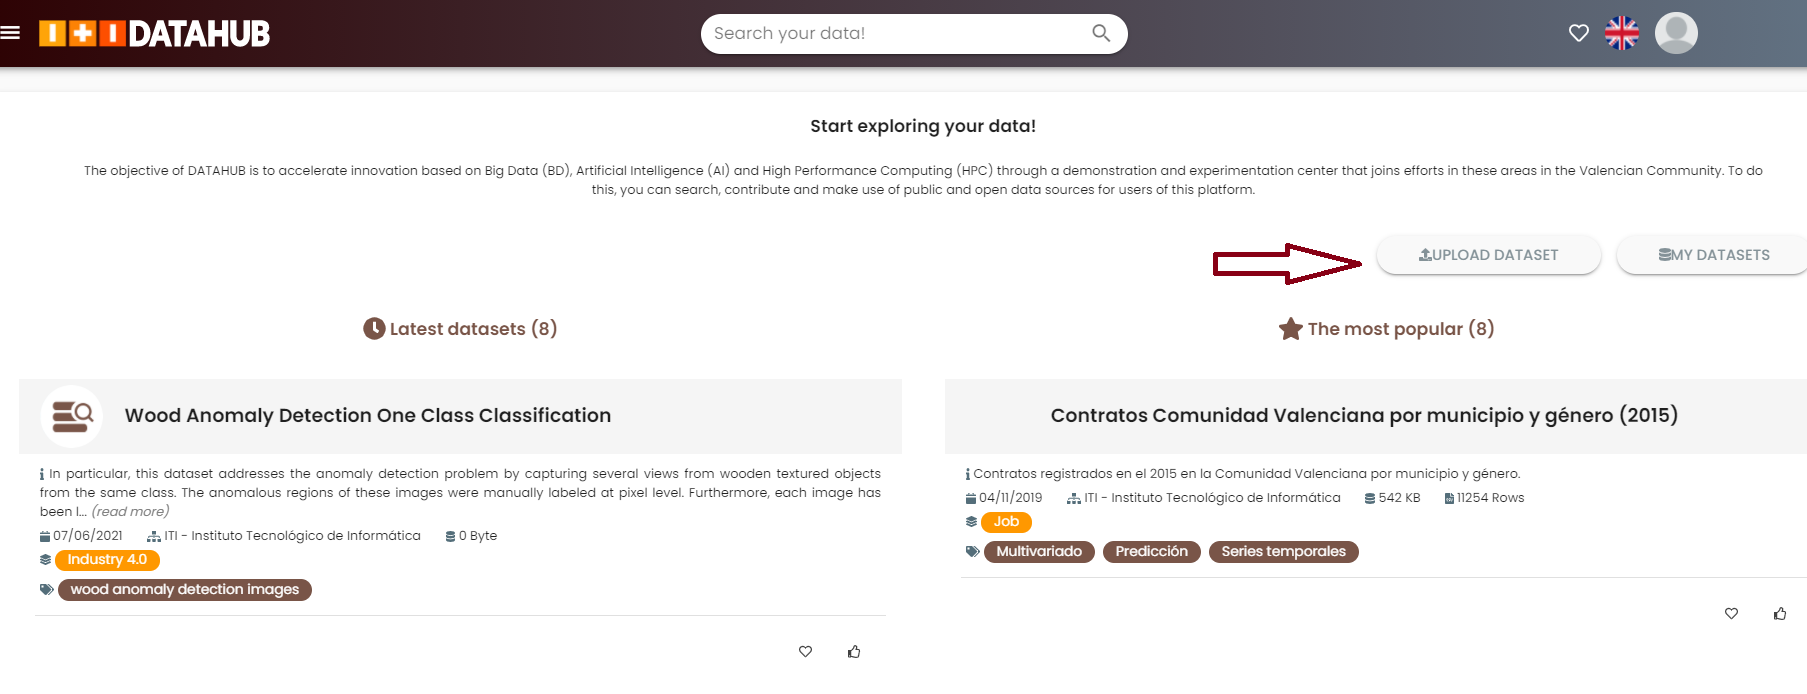 DATAHUB
Search your data!
Start exploring your data!
The objective of DATAHUB is to accelerate innovation based on Big Data (BD), Artificial Intelligence (AI) and High Performance Computing (HPC) through a demonstration and experimentation center that joins efforts in these areas in the Valencian Community. To do
this, you can search, contribute and make use of public and open data sources for users of this platform.
UPLOAD DATASET
MY DATASETS
Latest datasets (8)
Wood Anomaly Detection One Class Classification
In particular, this dataset addresses the anomaly detection problem by capturing several views from wooden textured objects
from the same class. The anomalous regions of these images were manually labeled at pixel level. Furthermore, each image has
been l... (read more)
07/06/2021 ITI - Instituto Tecnológico de Informática 0 Byte
Industry 4.0
wood anomaly detection images
The most popular (8)
Contratos Comunidad Valenciana por municipio y género (2015)
Contratos registrados en el 2015 en la Comunidad Valenciana por municipio y género.
04/11/2019 ITI - Instituto Tecnológico de Informática 542 KB 11254 Rows
Job
Multivariado Predicción Series temporales